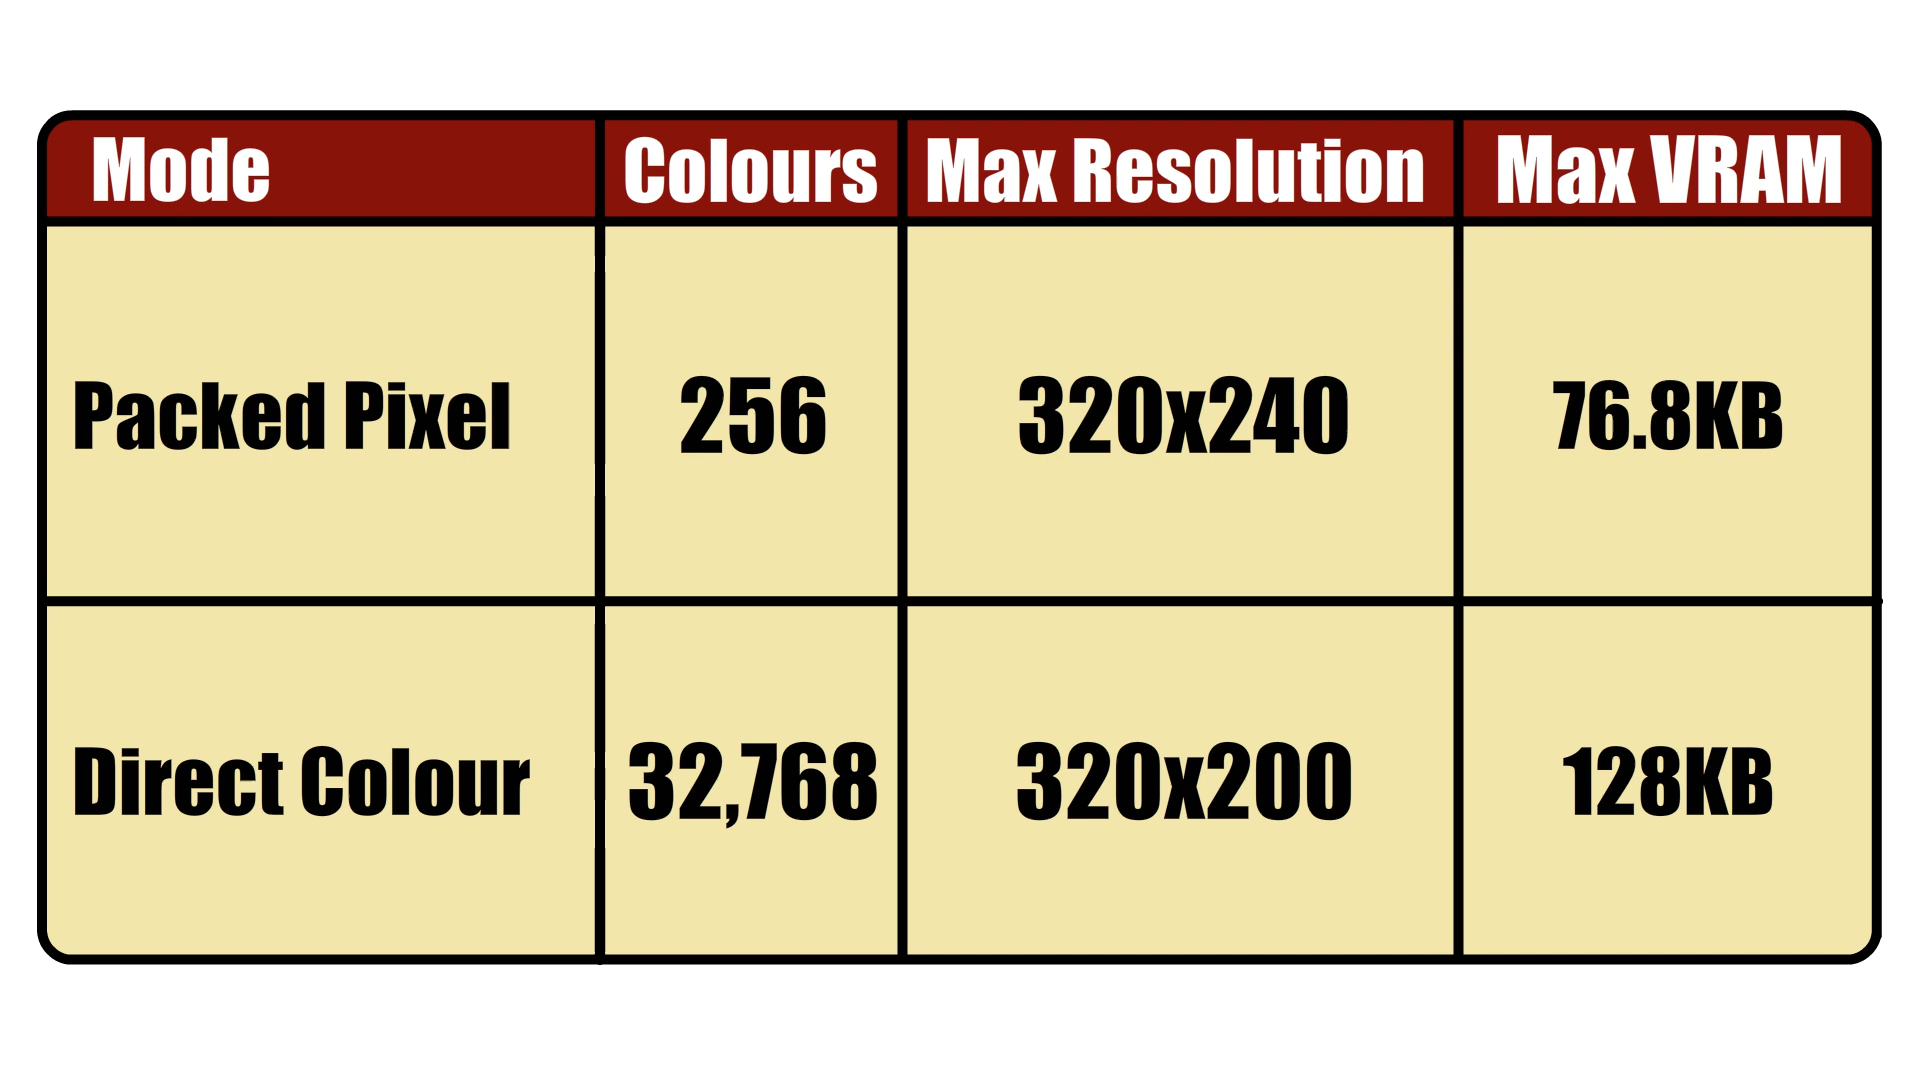 Mode Colours Max Resolution Max VRAM
Packed Pixel 256 320x240 76.8KB
Direct Colour 32,768 320x200 128KB